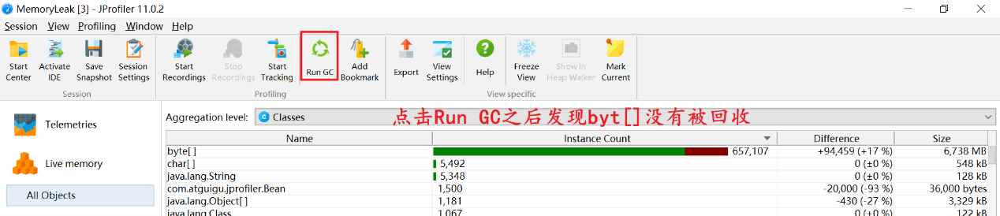 MemoryLeak [3] - JProfiler 11.0.2
Session View Profiling Window Help
Start Center
Activate IDE
Save Snapshot
Session Settings
Start Recordings
Stop Recordings
Start Tracking
Run GC
Add Bookmark
Export
View Settings
Help
Freeze View
Show In Heap Walker
Mark Current
Session
Profiling
View specific
Telemetries
Live memory
All Objects
Aggregation level: C Classes
点击Run GC之后发现byt[]没有被回收
Name Instance Count Difference Size
byte[ ] 657,107 +94,459 (+17 %) 6,738 MB
char[ ] 5,492 0 (±0 %) 548 kB
java.lang.String 5,348 0 (±0 %) 128 kB
com.atguigu.jprofiler.Bean 1,500 -20,000 (-93 %) 36,000 bytes
java.lang.Object[ ] 1,181 -430 (-27 %) 3,329 kB
java.lang.Class 1,067 0 (±0 %) 122 kB